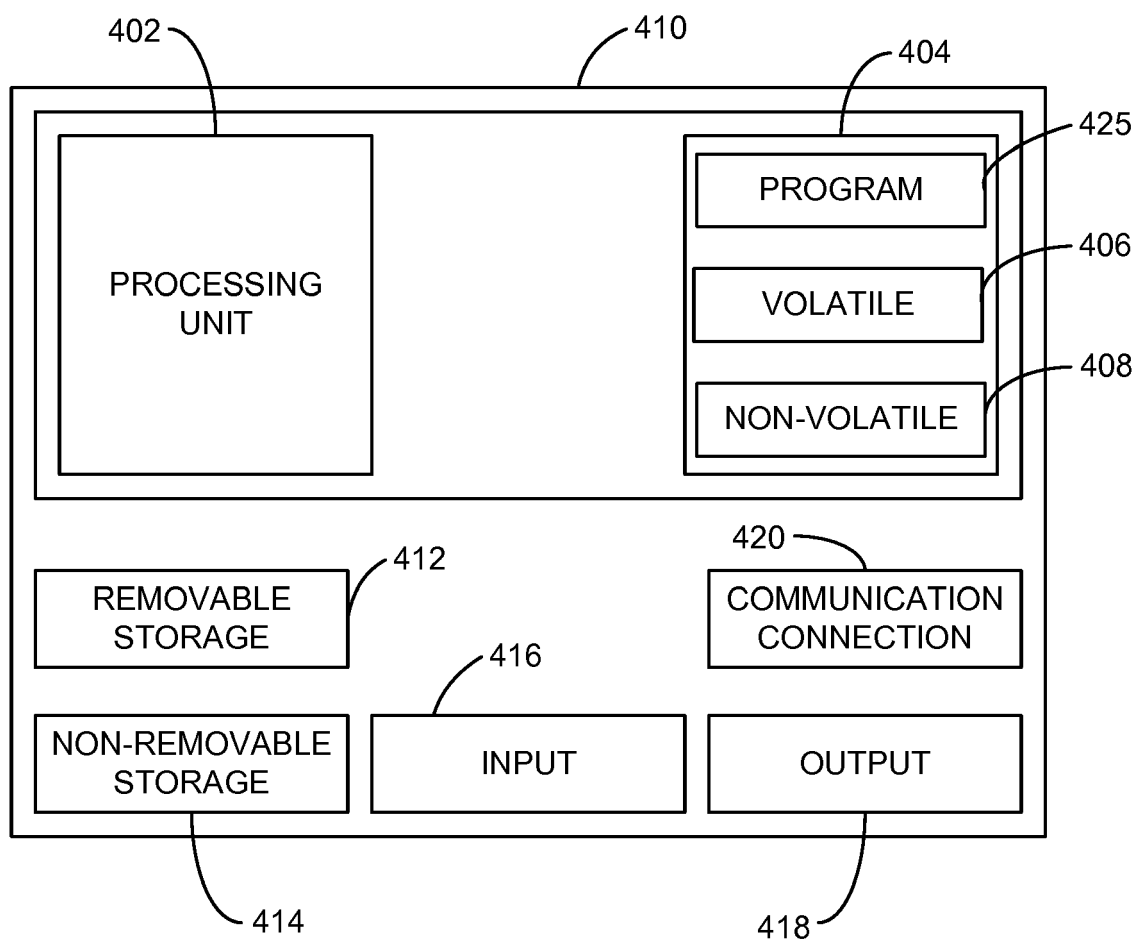 402
410
404
425
PROGRAM
406
PROCESSING
UNIT
VOLATILE
408
NON-VOLATILE
420
412
REMOVABLE
STORAGE
COMMUNICATION
CONNECTION
416
NON-REMOVABLE
STORAGE
INPUT
OUTPUT
414
418